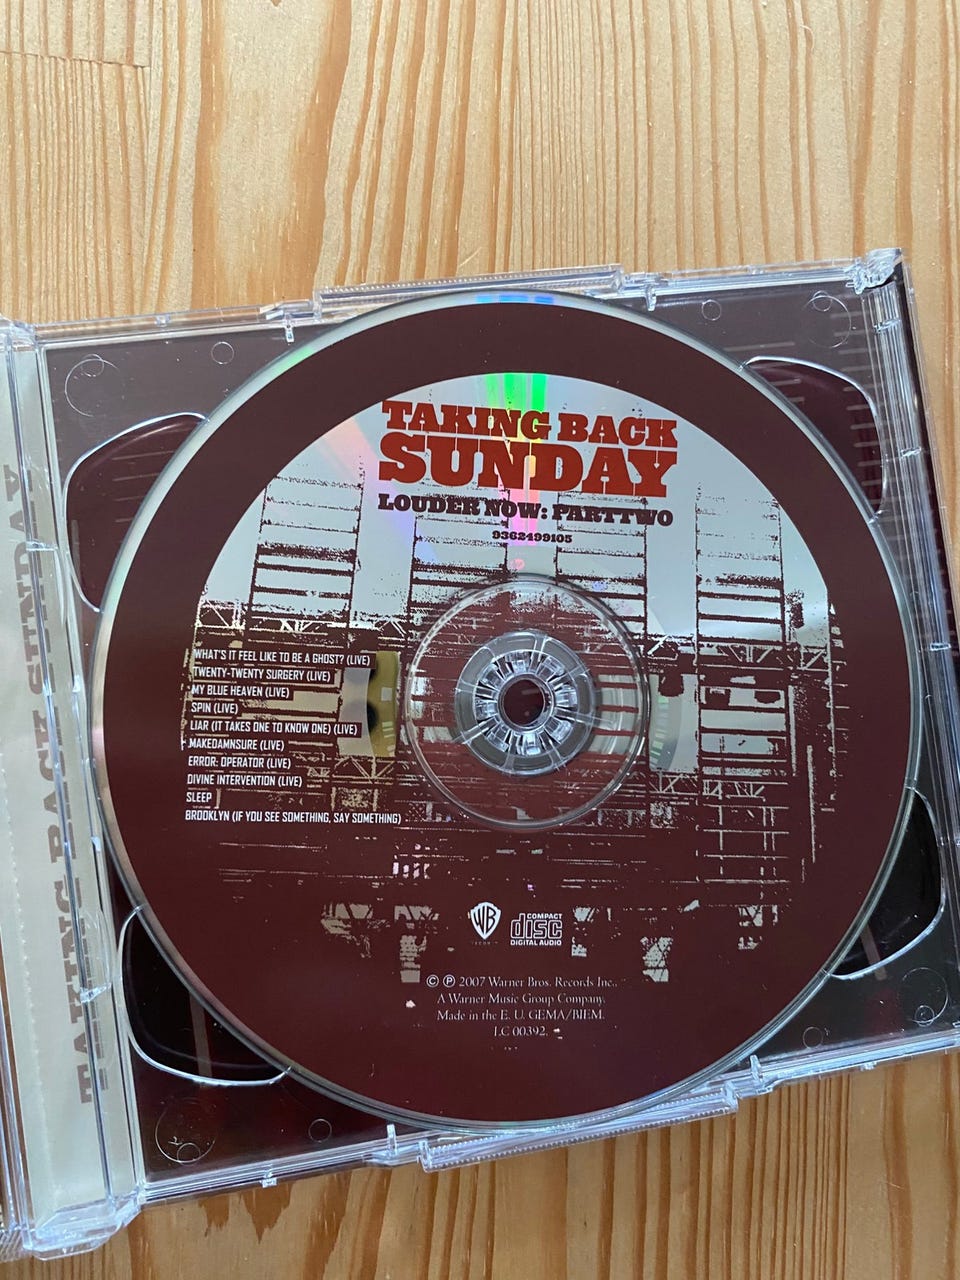 TAKING BACK SUNDAY
TAKING BACK
SUNDAY
LOUDER NOW: PART TWO
9362499105
WHAT'S IT FEEL LIKE TO BE A GHOST? (LIVE)
TWENTY-TWENTY SURGERY (LIVE)
MY BLUE HEAVEN (LIVE)
SPIN (LIVE)
LIAR (IT TAKES ONE TO KNOW ONE) (LIVE)
MAKEDAMNSURE (LIVE)
ERROR: OPERATOR (LIVE)
DIVINE INTERVENTION (LIVE)
SLEEP
BROOKLYN (IF YOU SEE SOMETHING, SAY SOMETHING)
WB
COMPACT
disc
DIGITAL AUDIO
© ℗ 2007 Warner Bros. Records Inc.,
A Warner Music Group Company.
Made in the E. U. GEMA/BIEM.
LC 00392.